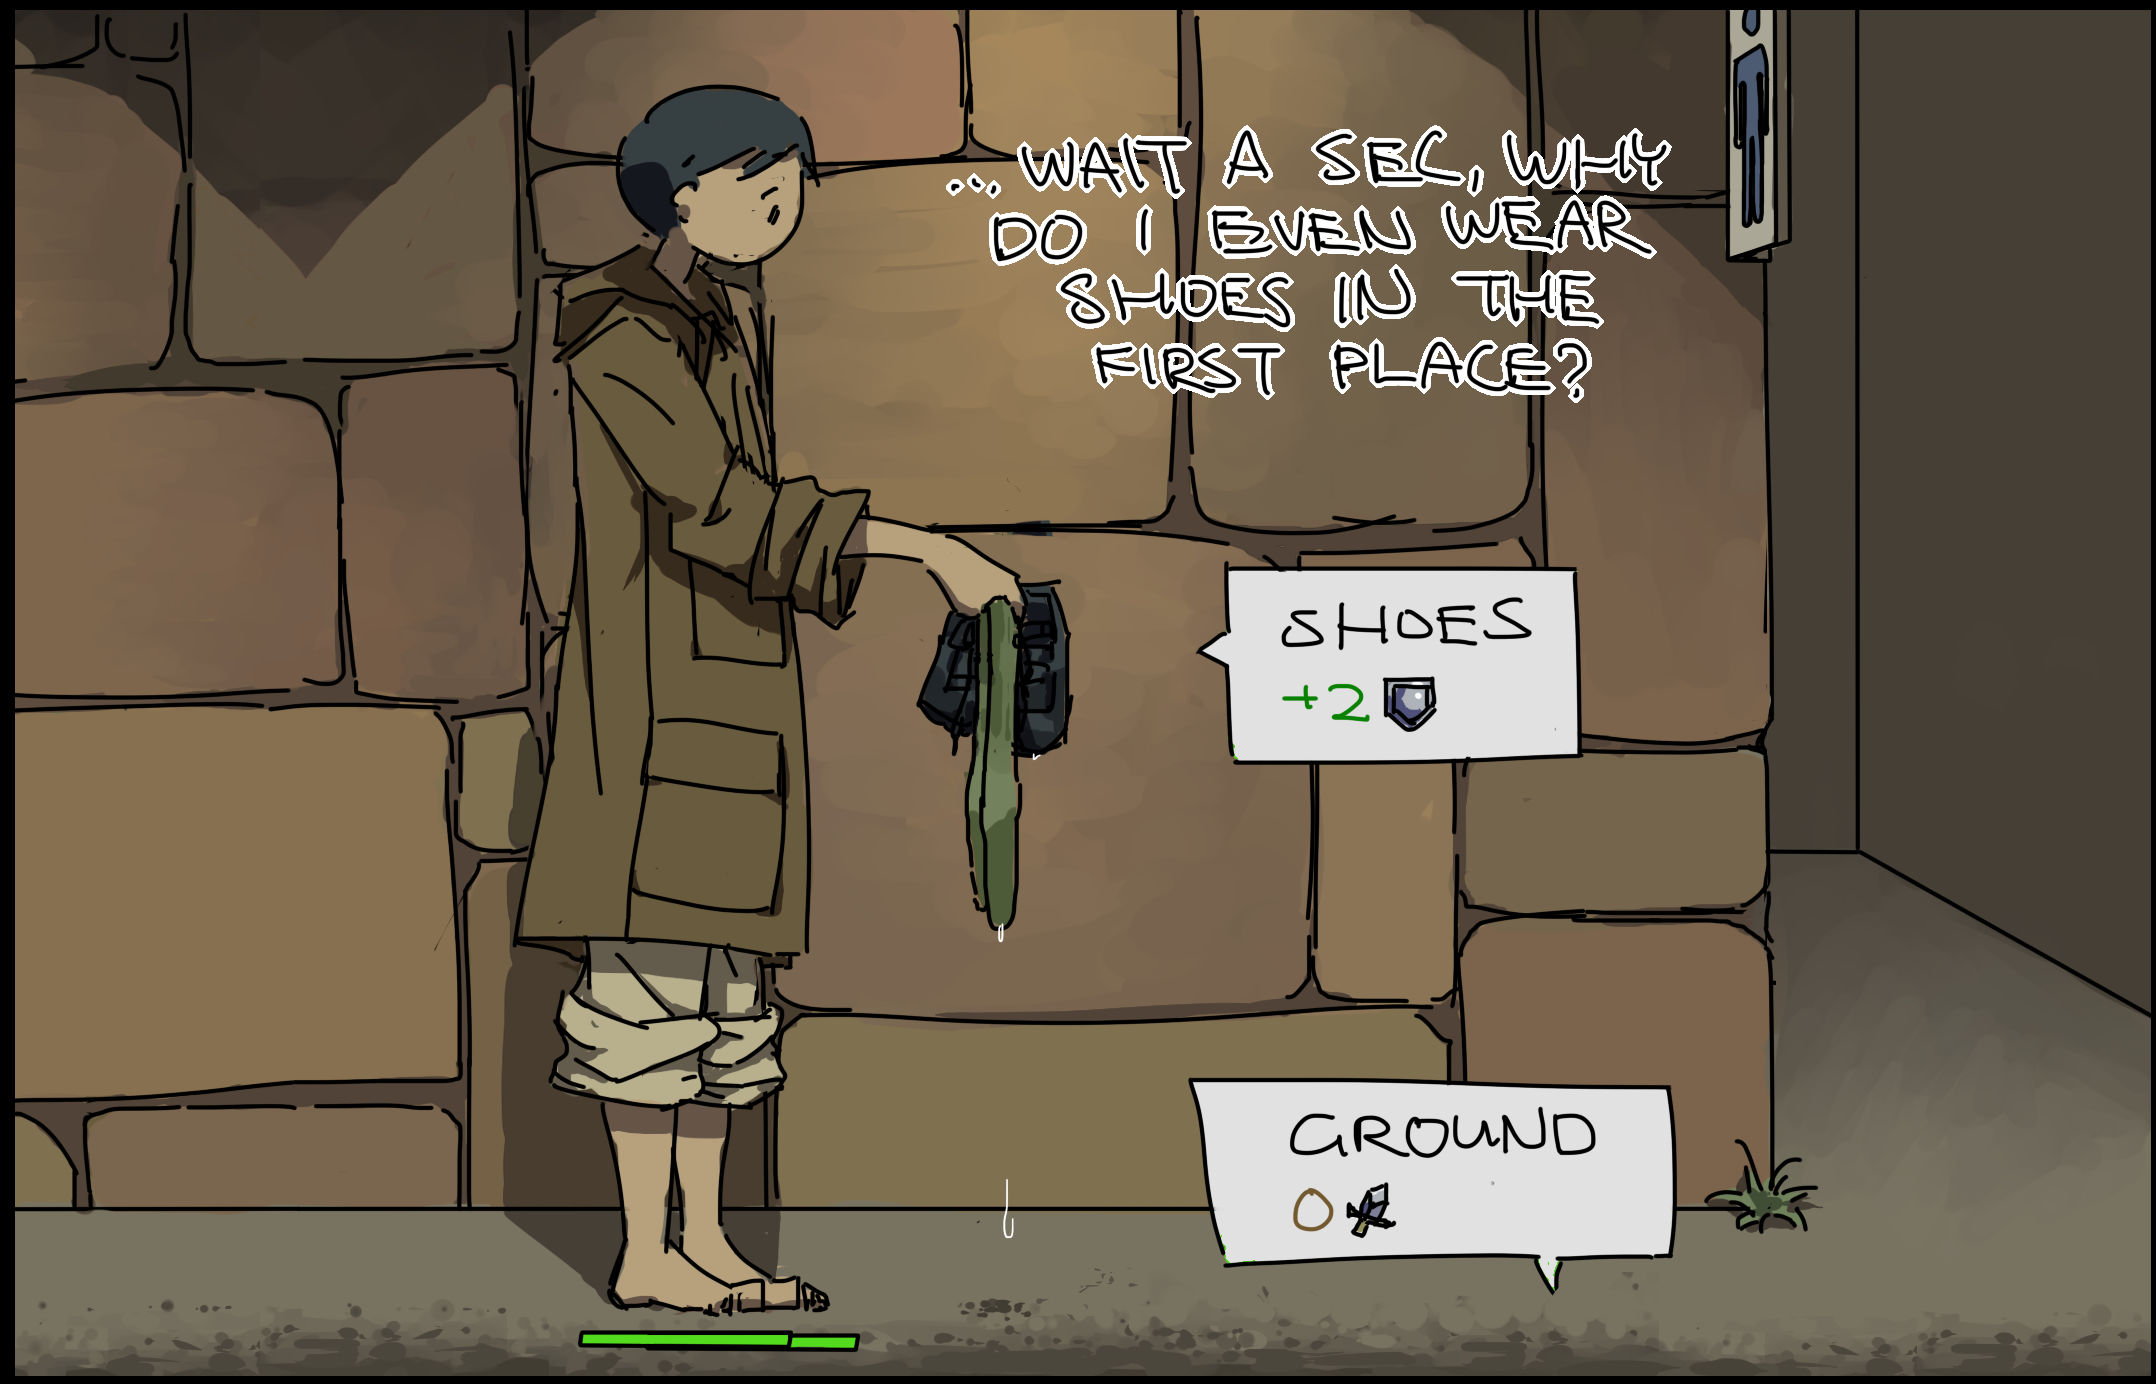 ... WAIT A SEC, WHY
DO I EVEN WEAR
SHOES IN THE
FIRST PLACE?
SHOES
+2
GROUND
0